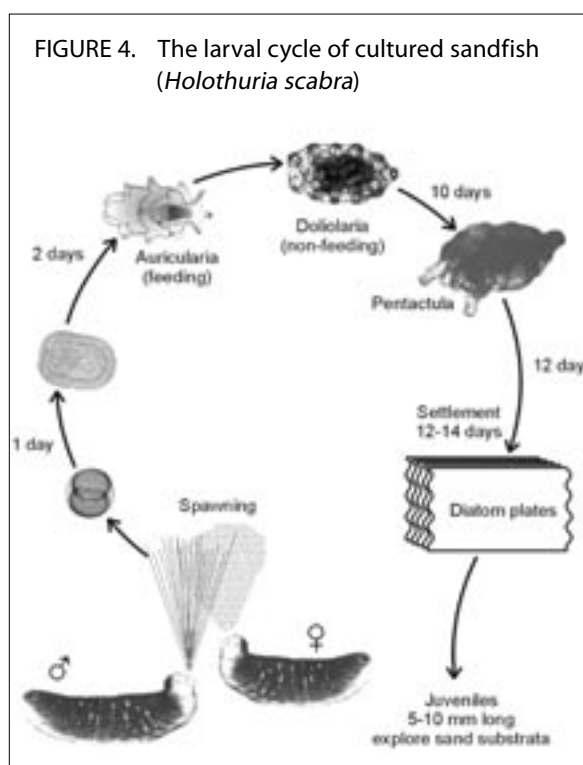 FIGURE 4. The larval cycle of cultured sandfish
(Holothuria scabra)
2 days
Auricularia
(feeding)
Doliolaria
(non-feeding)
10 days
Pentactula
12 day
Settlement
12-14 days
Diatom plates
1 day
Spawning
♂
♀
Juveniles
5-10 mm long
explore sand substrata